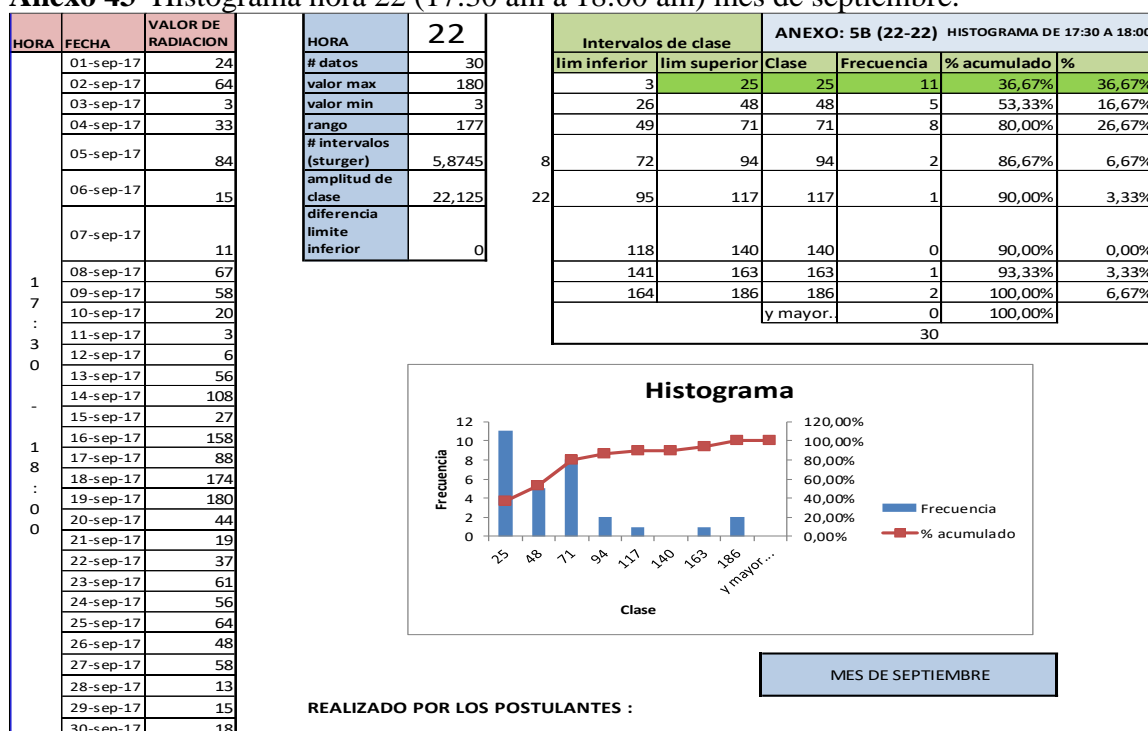 Anexo 45 Histograma hora 22 (17:30 am a 18:00 am) mes de septiembre.
HORA FECHA VALOR DE RADIACION
17:30 - 18:00
01-sep-17 24
02-sep-17 64
03-sep-17 3
04-sep-17 33
05-sep-17 84
06-sep-17 15
07-sep-17 11
08-sep-17 67
09-sep-17 58
10-sep-17 20
11-sep-17 3
12-sep-17 6
13-sep-17 56
14-sep-17 108
15-sep-17 27
16-sep-17 158
17-sep-17 88
18-sep-17 174
19-sep-17 180
20-sep-17 44
21-sep-17 19
22-sep-17 37
23-sep-17 61
24-sep-17 56
25-sep-17 64
26-sep-17 48
27-sep-17 58
28-sep-17 13
29-sep-17 15
30-sep-17 18
HORA 22
# datos 30
valor max 180
valor min 3
rango 177
# intervalos (sturger) 5,8745 8
amplitud de clase 22,125 22
diferencia limite inferior 0
Intervalos de clase ANEXO: 5B (22-22) HISTOGRAMA DE 17:30 A 18:00
lim inferior lim superior Clase Frecuencia % acumulado %
3 25 25 11 36,67% 36,67%
26 48 48 5 53,33% 16,67%
49 71 71 8 80,00% 26,67%
72 94 94 2 86,67% 6,67%
95 117 117 1 90,00% 3,33%
118 140 140 0 90,00% 0,00%
141 163 163 1 93,33% 3,33%
164 186 186 2 100,00% 6,67%
y mayor.. 0 100,00%
30
Histograma
Frecuencia
12
10
8
6
4
2
0
120,00%
100,00%
80,00%
60,00%
40,00%
20,00%
0,00%
25 48 71 94 117 140 163 186 y mayor...
Clase
Frecuencia
% acumulado
MES DE SEPTIEMBRE
REALIZADO POR LOS POSTULANTES :